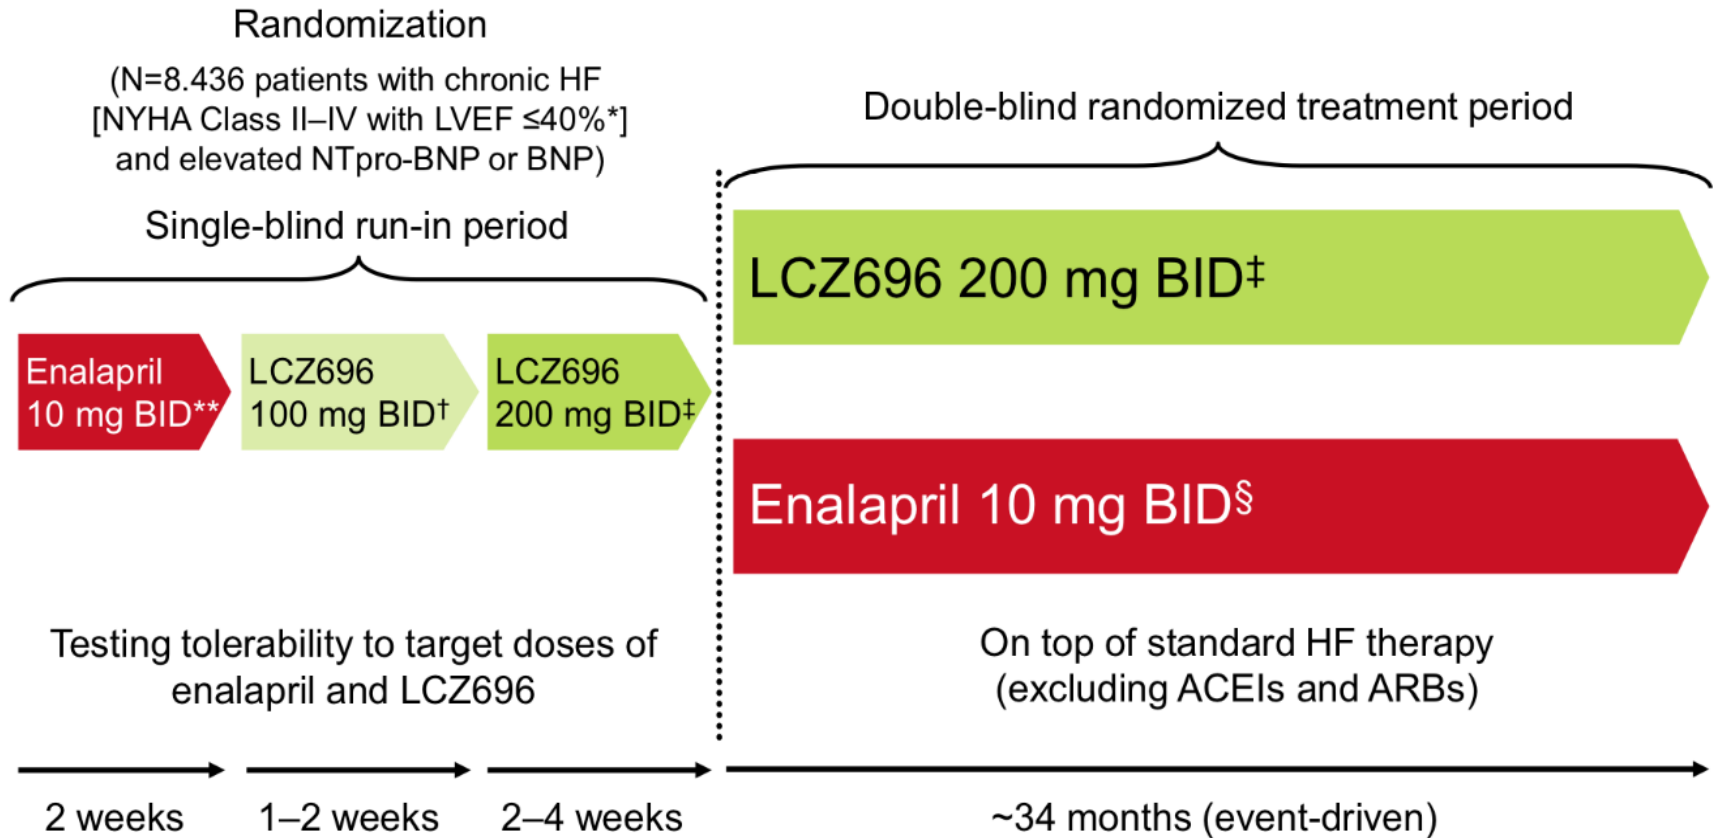 Randomization
(N=8.436 patients with chronic HF
[NYHA Class II–IV with LVEF ≤40%*]
and elevated NTpro-BNP or BNP)
Single-blind run-in period
Enalapril
10 mg BID**
LCZ696
100 mg BID†
LCZ696
200 mg BID‡
Testing tolerability to target doses of
enalapril and LCZ696
2 weeks
1–2 weeks
2–4 weeks
Double-blind randomized treatment period
LCZ696 200 mg BID‡
Enalapril 10 mg BID§
On top of standard HF therapy
(excluding ACEIs and ARBs)
~34 months (event-driven)